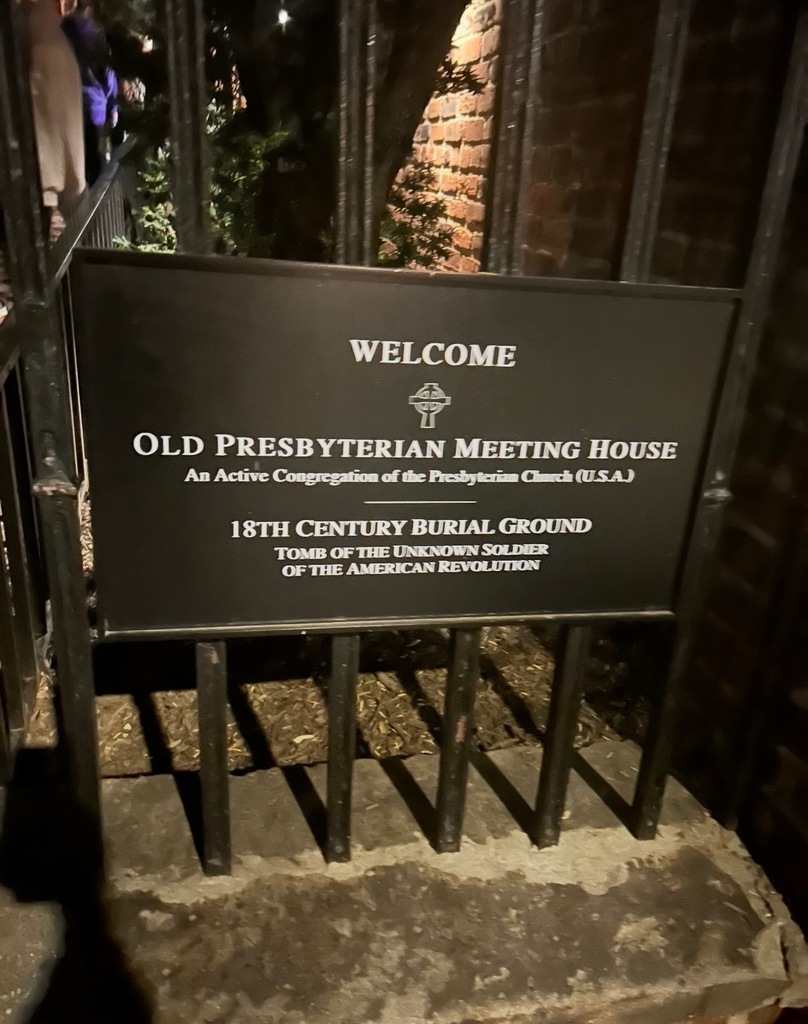 WELCOME
OLD PRESBYTERIAN MEETING HOUSE
An Active Congregation of the Presbyterian Church (U.S.A.)
18TH CENTURY BURIAL GROUND
TOMB OF THE UNKNOWN SOLDIER
OF THE AMERICAN REVOLUTION